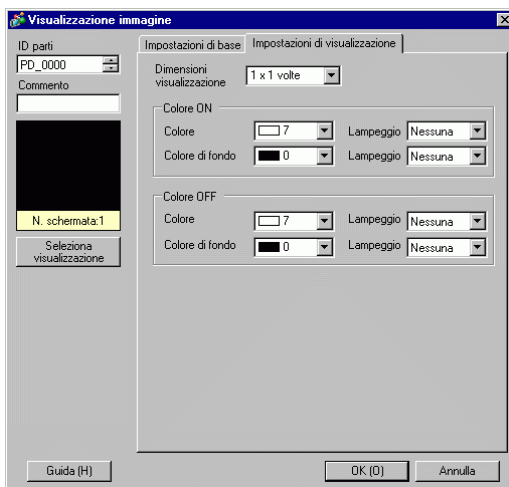 Visualizzazione immagine
ID parti
PD_0000
Commento
N. schermata:1
Seleziona
visualizzazione
Impostazioni di base
Impostazioni di visualizzazione
Dimensioni
visualizzazione
1 x 1 volte
Colore ON
Colore
7
Lampeggio
Nessuna
Colore di fondo
0
Lampeggio
Nessuna
Colore OFF
Colore
7
Lampeggio
Nessuna
Colore di fondo
0
Lampeggio
Nessuna
Guida (H)
OK (O)
Annulla